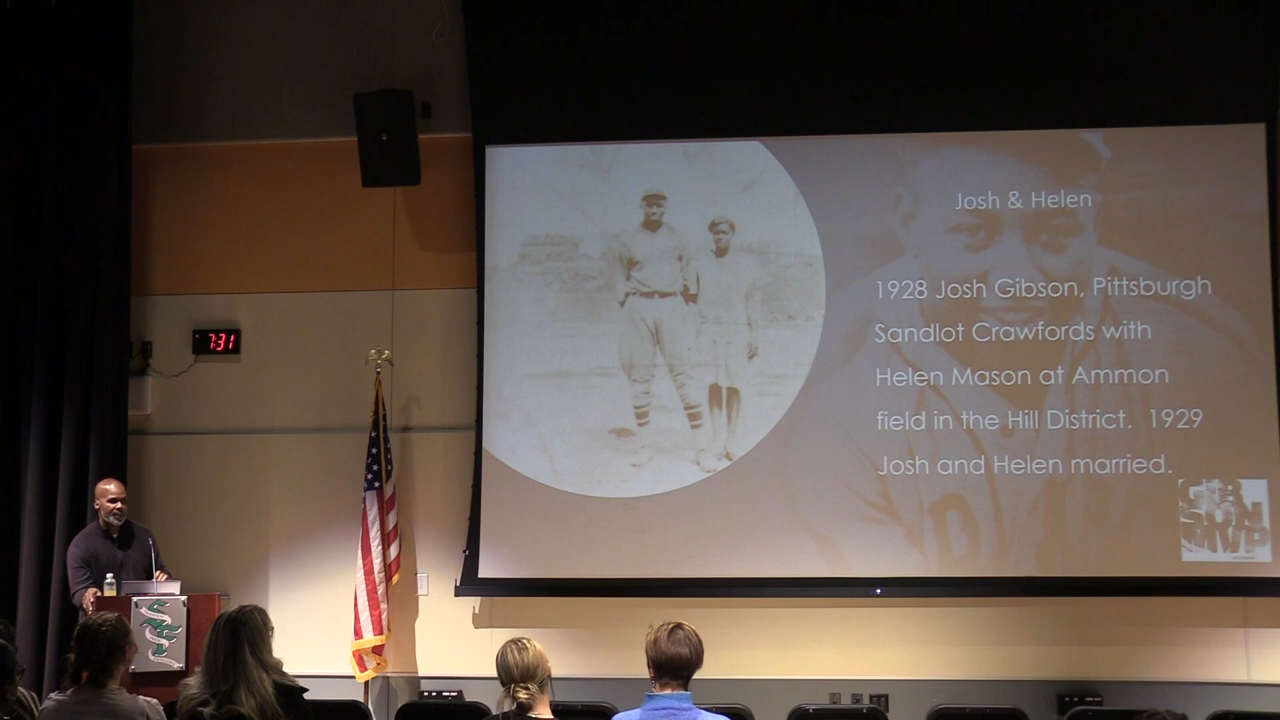 Josh & Helen
1928 Josh Gibson, Pittsburgh
Sandlot Crawfords with
Helen Mason at Ammon
field in the Hill District.  1929
Josh and Helen married.
7:31